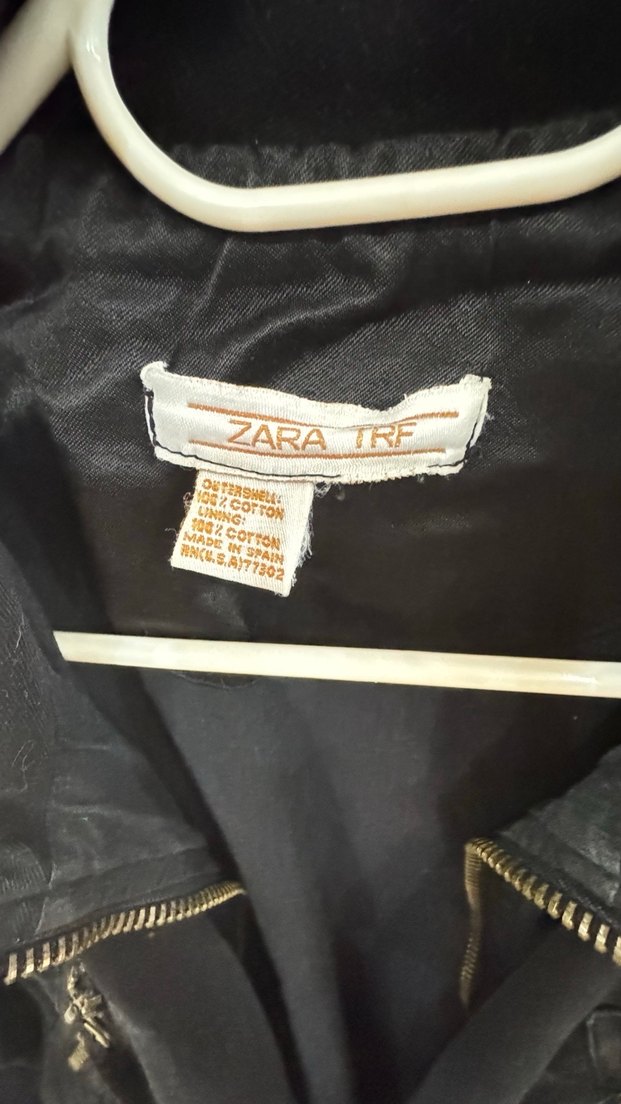 ZARA TRF
OUTERSHELL:
100% COTTON
LINING:
100% COTTON
MADE IN SPAIN
RN(U.S.A)77302